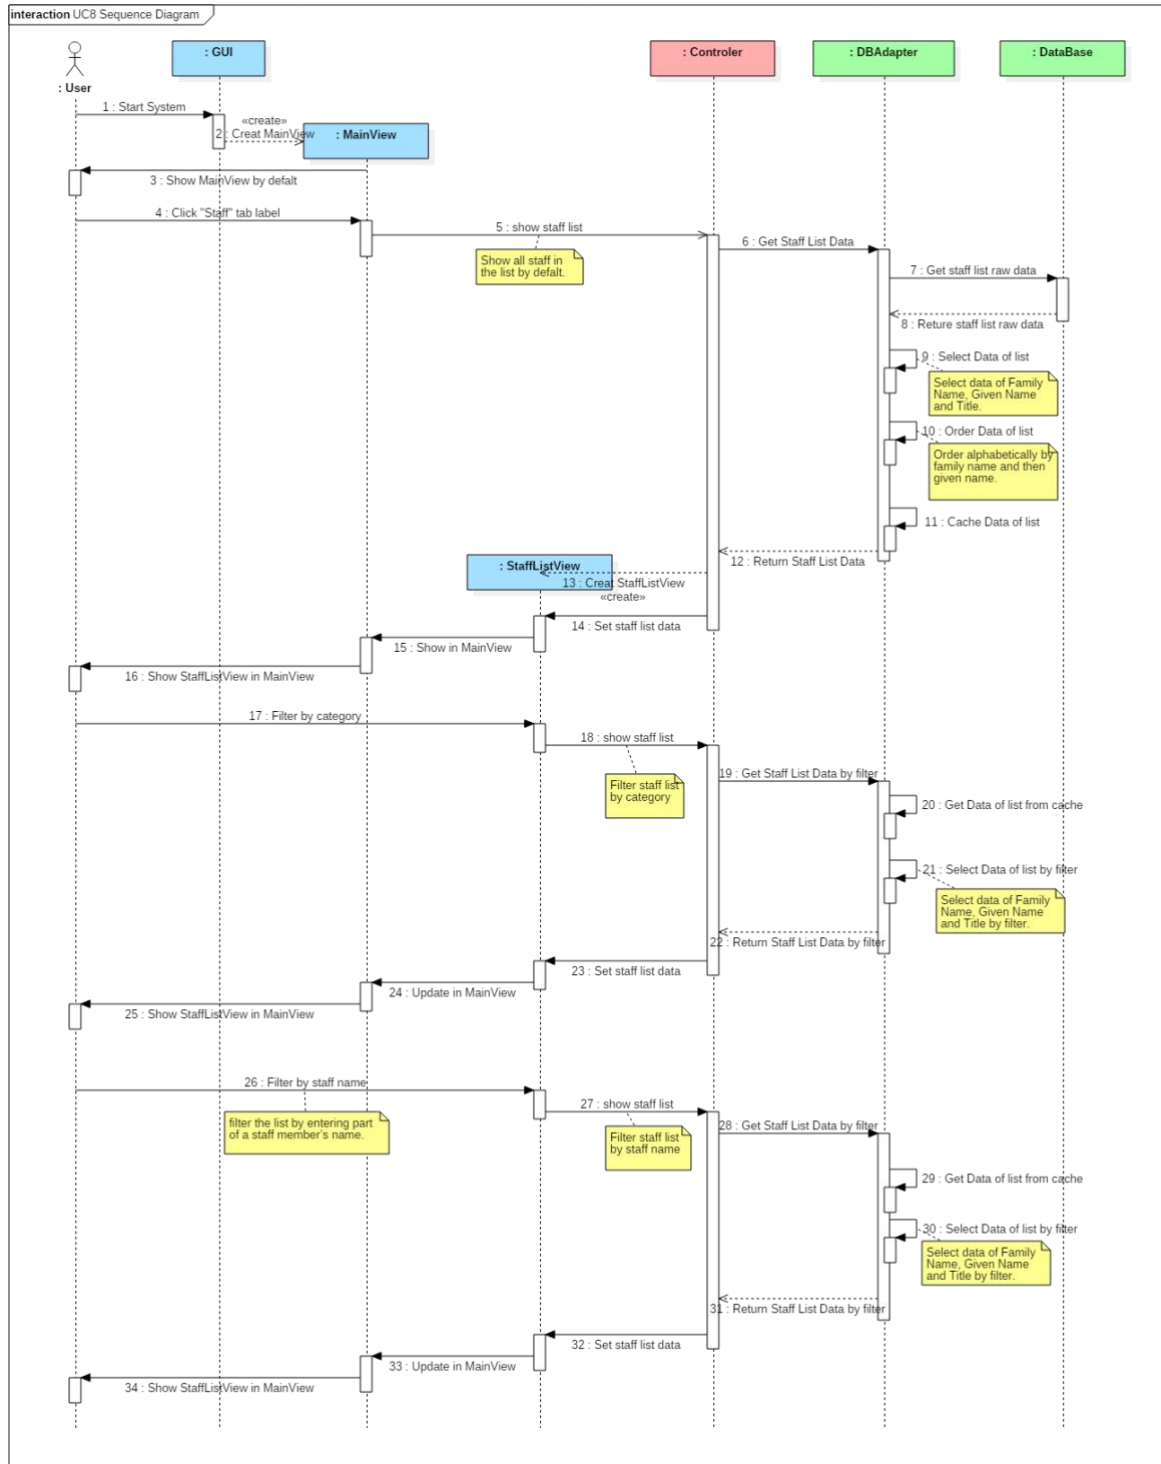 interaction UC8 Sequence Diagram
: GUI
: Controler
: DBAdapter
: DataBase
: User
1 : Start System
«create»
2 : Creat MainView
: MainView
3 : Show MainView by defalt
4 : Click "Staff" tab label
5 : show staff list
Show all staff in
the list by defalt.
6 : Get Staff List Data
7 : Get staff list raw data
8 : Reture staff list raw data
9 : Select Data of list
Select data of Family
Name, Given Name
and Title.
10 : Order Data of list
Order alphabetically by
family name and then
given name.
11 : Cache Data of list
12 : Return Staff List Data
: StaffListView
13 : Creat StaffListView
«create»
14 : Set staff list data
15 : Show in MainView
16 : Show StaffListView in MainView
17 : Filter by category
18 : show staff list
Filter staff list
by category
19 : Get Staff List Data by filter
20 : Get Data of list from cache
21 : Select Data of list by filter
Select data of Family
Name, Given Name
and Title by filter.
22 : Return Staff List Data by filter
23 : Set staff list data
24 : Update in MainView
25 : Show StaffListView in MainView
26 : Filter by staff name
filter the list by entering part
of a staff member's name.
27 : show staff list
Filter staff list
by staff name
28 : Get Staff List Data by filter
29 : Get Data of list from cache
30 : Select Data of list by filter
Select data of Family
Name, Given Name
and Title by filter.
31 : Return Staff List Data by filter
32 : Set staff list data
33 : Update in MainView
34 : Show StaffListView in MainView